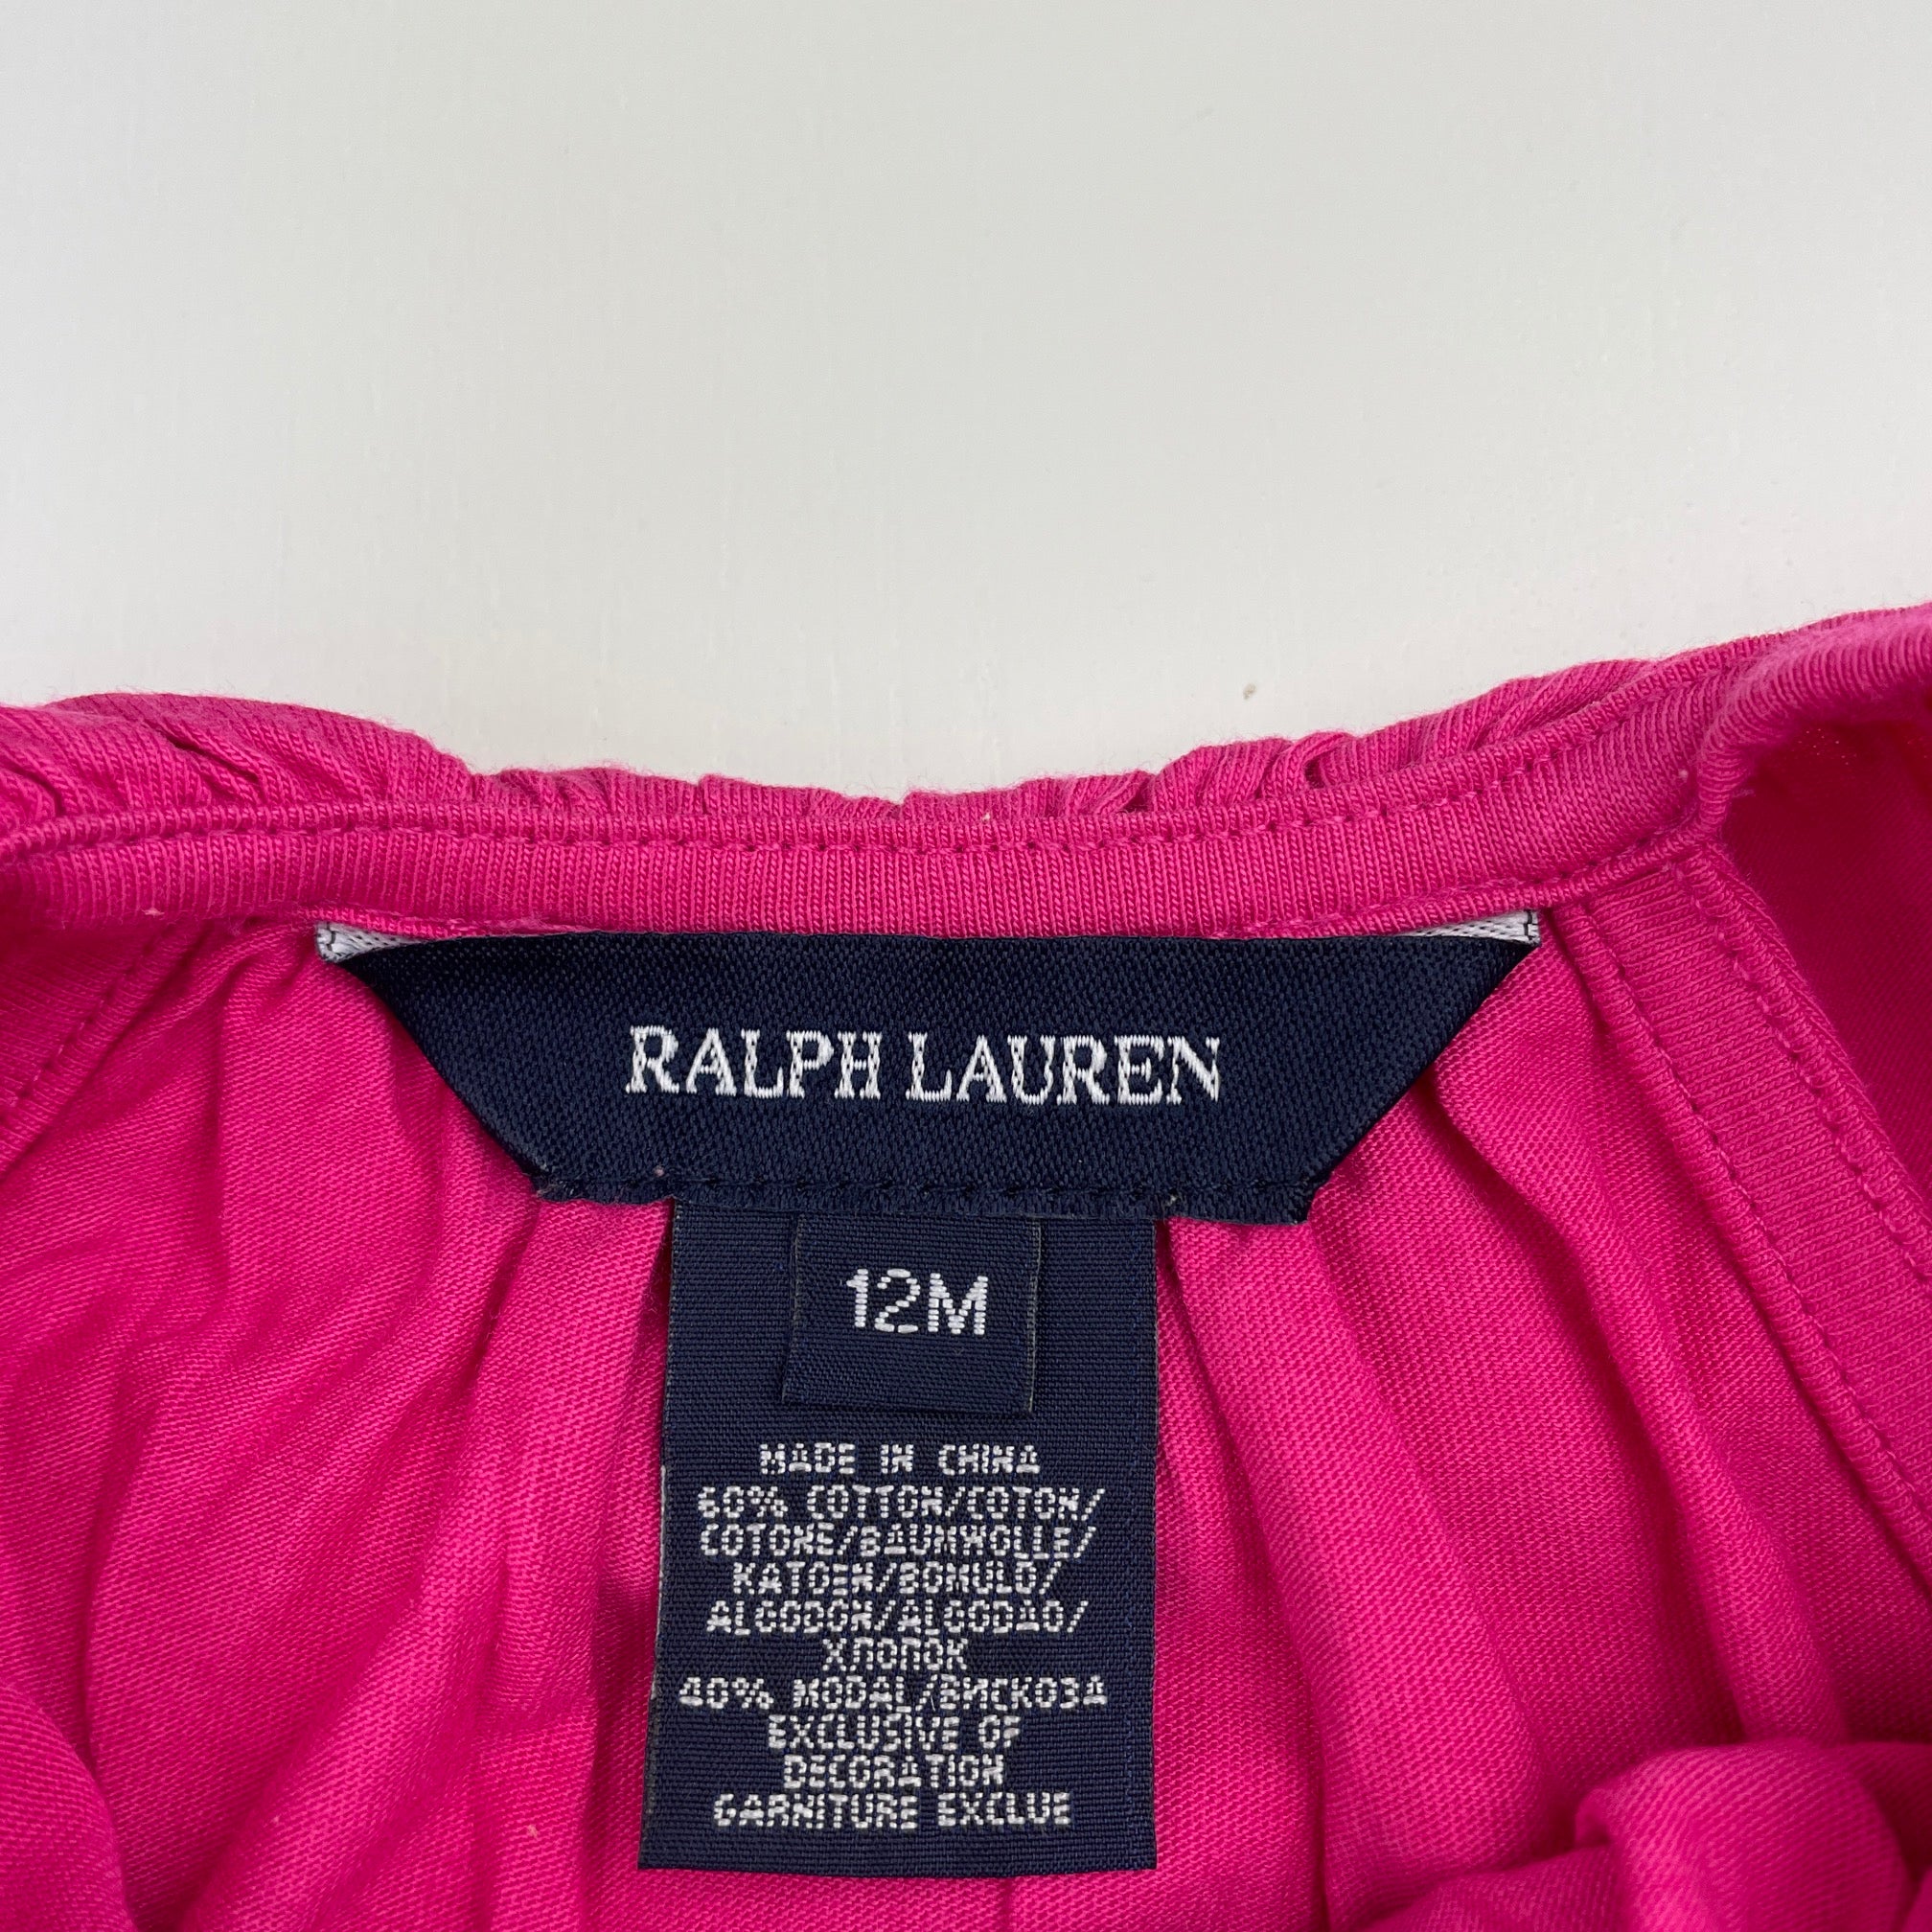 RALPH LAUREN
12M
MADE IN CHINA
60% COTTON/COTON/
COTONE/BAUMWOLLE/
KATOEN/BOMULD/
ALGODON/ALGODAO/
ХЛОПОК
40% MODAL/ВИСКОЗА
EXCLUSIVE OF
DECORATION
GARNITURE EXCLUE